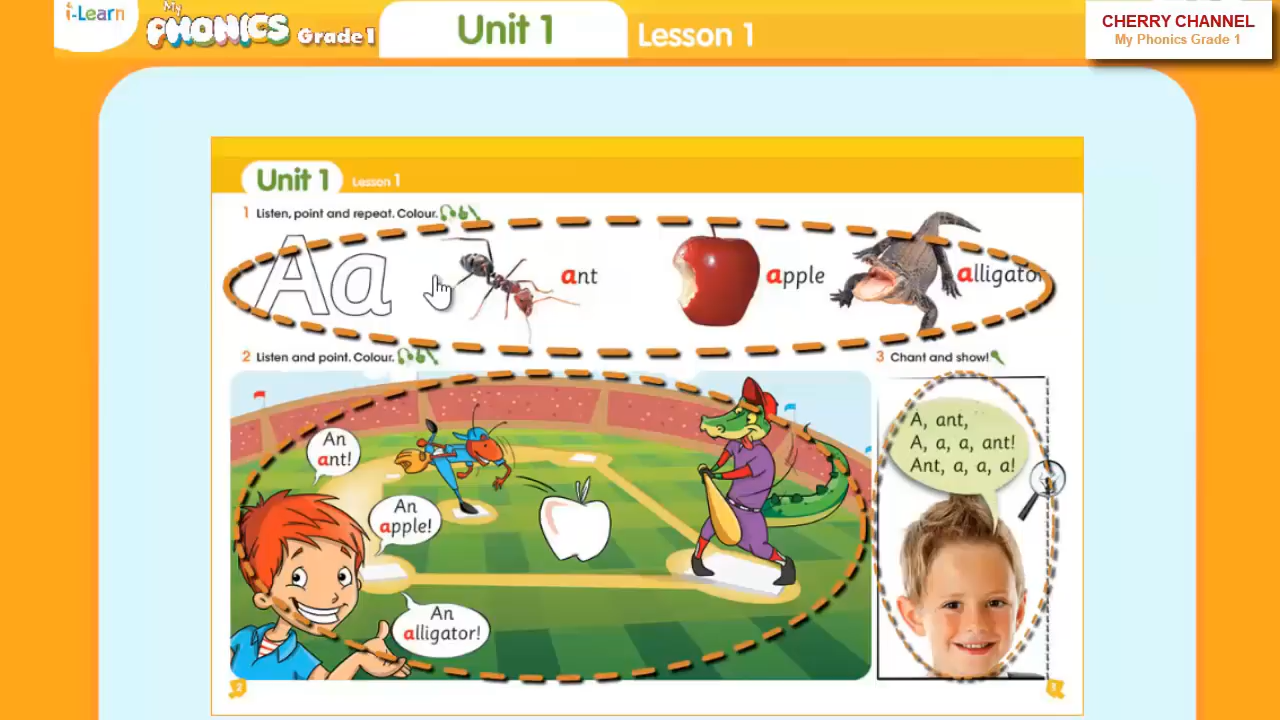 i-Learn
My
PHONICS Grade 1
Unit 1
Lesson 1
CHERRY CHANNEL
My Phonics Grade 1
Unit 1
Lesson 1
1 Listen, point and repeat. Colour.
Aa
ant
apple
alligator
2 Listen and point. Colour.
3 Chant and show!
An
ant!
An
apple!
An
alligator!
A, ant,
A, a, a, ant!
Ant, a, a, a!
2